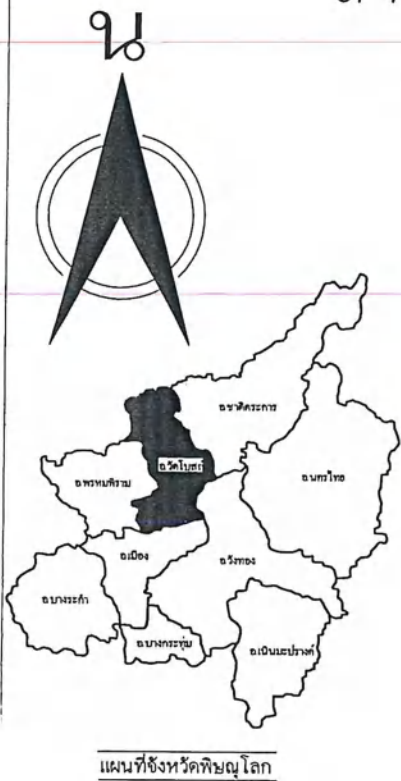 น
อ.ชาติตระการ
อ.วัดโบสถ์
อ.นครไทย
อ.พรหมพิราม
อ.เมือง
อ.วังทอง
อ.บางระกำ
อ.บางกระทุ่ม
อ.เนินมะปรางค์
แผนที่จังหวัดพิษณุโลก